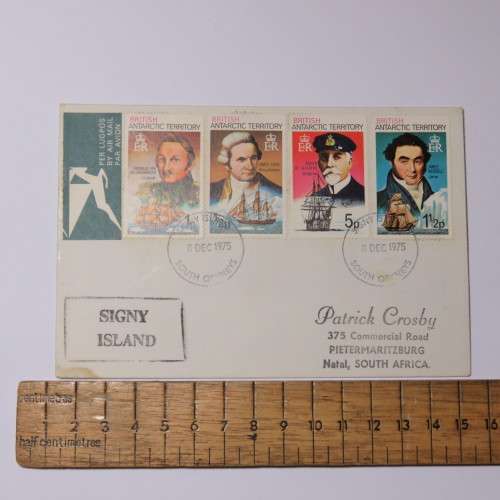 PER LUGPOS
BY AIR MAIL
PAR AVION
BRITISH
ANTARCTIC TERRITORY
E R
BRITISH
ANTARCTIC TERRITORY
E R
½p
BRITISH
ANTARCTIC TERRITORY
E R
5p
BRITISH
ANTARCTIC TERRITORY
E R
1½p
8 DEC 1975
SOUTH ORKNEYS
8 DEC 1975
SOUTH ORKNEYS
SIGNY
ISLAND
Patrick Crosby
375 Commercial Road
PIETERMARITZBURG
Natal, SOUTH AFRICA.
centimetres
1 2 3 4 5 6 7 8 9 10 11 12 13 14 15 16
half centimetres